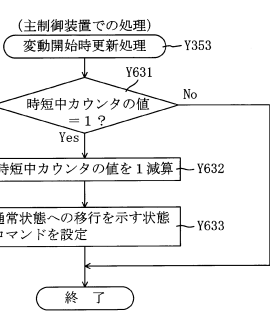 (主制御装置での処理)
変動開始時更新処理
Y353
Y631
時短中カウンタの値
=1?
No
Yes
時短中カウンタの値を1減算
Y632
通常状態への移行を示す状態
コマンドを設定
Y633
終 了